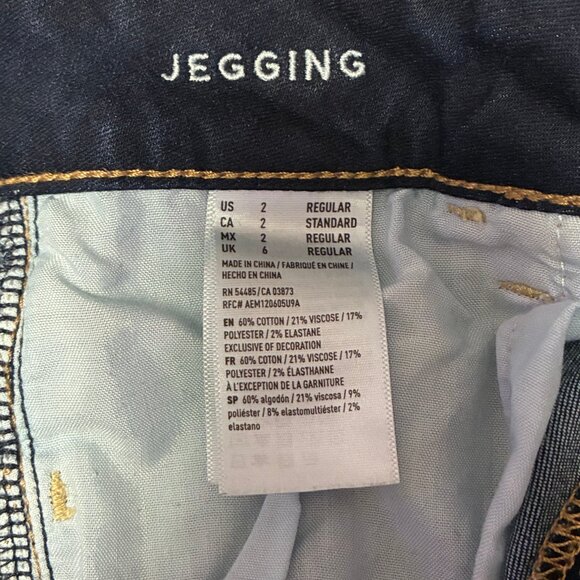 JEGGING
US 2 REGULAR
CA 2 STANDARD
MX 2 REGULAR
UK 6 REGULAR
MADE IN CHINA / FABRIQUÉ EN CHINE /
HECHO EN CHINA
RN 54485/CA 03873
RFC# AEM120605U9A
EN 60% COTTON / 21% VISCOSE / 17%
POLYESTER / 2% ELASTANE
EXCLUSIVE OF DECORATION
FR 60% COTON / 21% VISCOSE / 17%
POLYESTER / 2% ÉLASTHANNE
À L'EXCEPTION DE LA GARNITURE
SP 60% algodón / 21% viscosa / 9%
poliéster / 8% elastomultiéster / 2%
elastano